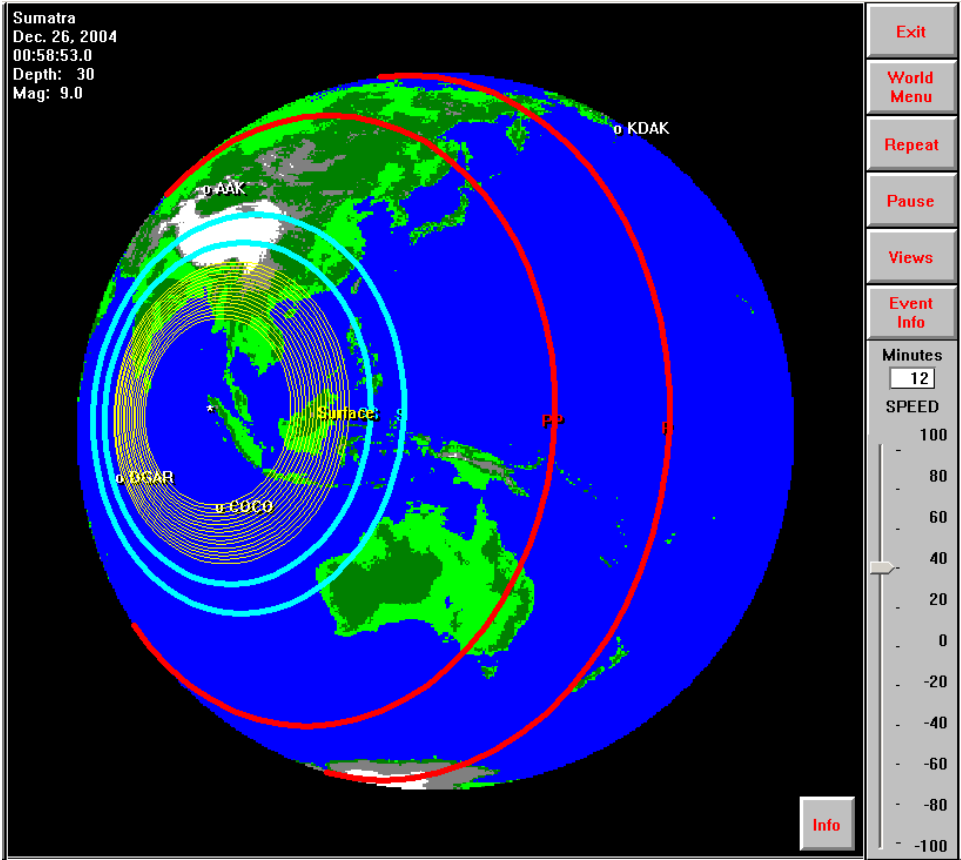 Sumatra
Dec. 26, 2004
00:58:53.0
Depth: 30
Mag: 9.0
o KDAK
o AAK
* Surface S
PP P
o DGAR
o COCO
Info
Exit
World
Menu
Repeat
Pause
Views
Event
Info
Minutes
12
SPEED
100
80
60
40
20
0
-20
-40
-60
-80
-100